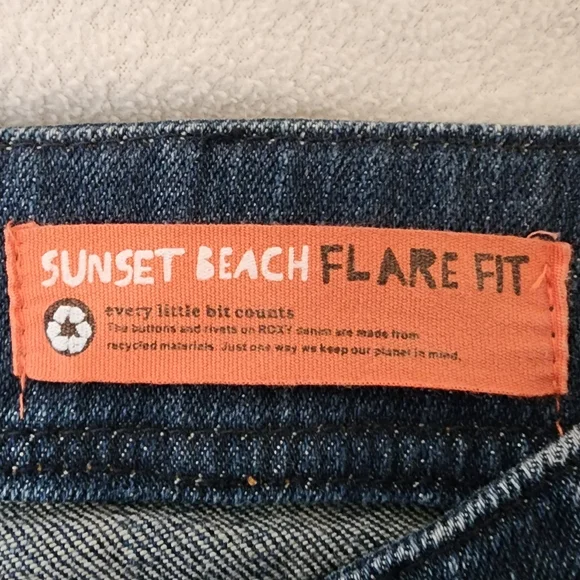 SUNSET BEACH FLARE FIT
every little bit counts
The buttons and rivets on ROXY denim are made from
recycled materials. Just one way we keep our planet in mind.